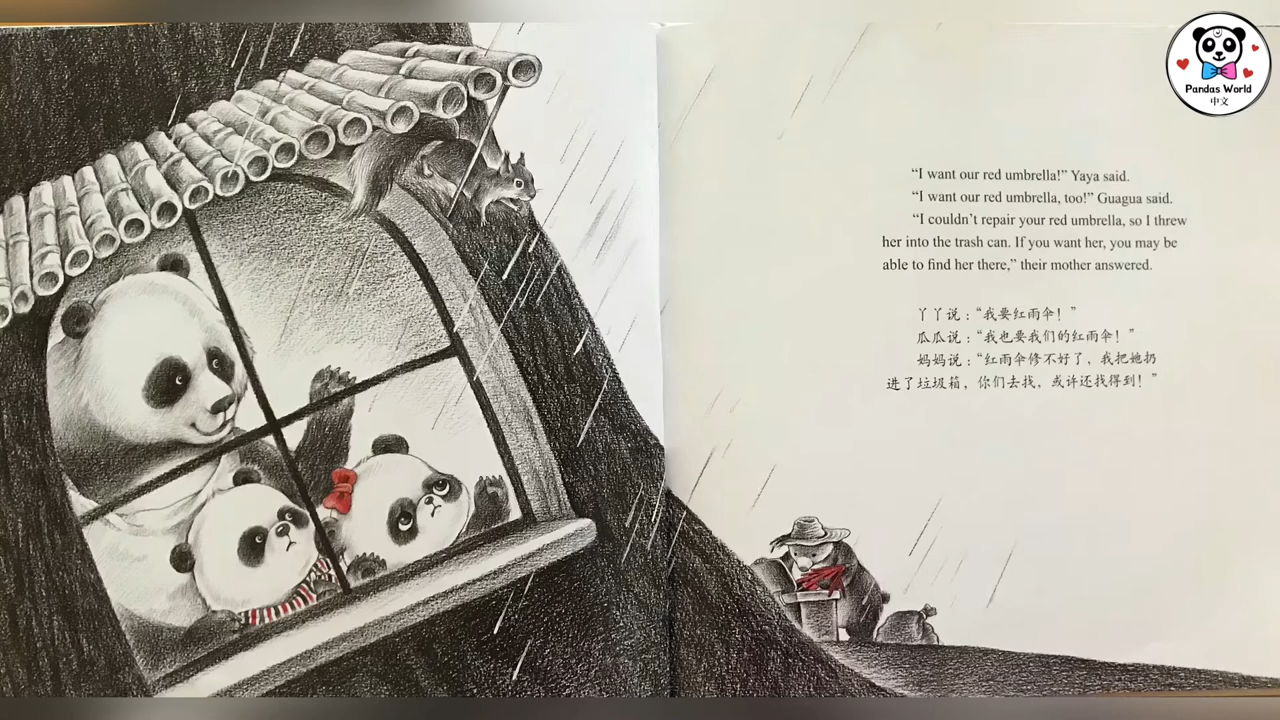 Pandas World
中文
“I want our red umbrella!” Yaya said.
“I want our red umbrella, too!” Guagua said.
“I couldn’t repair your red umbrella, so I threw
her into the trash can. If you want her, you may be
able to find her there,” their mother answered.
丫丫说：“我要红雨伞！”
瓜瓜说：“我也要我们的红雨伞！”
妈妈说：“红雨伞修不好了，我把她扔
进了垃圾箱，你们去找，或许还找得到！”